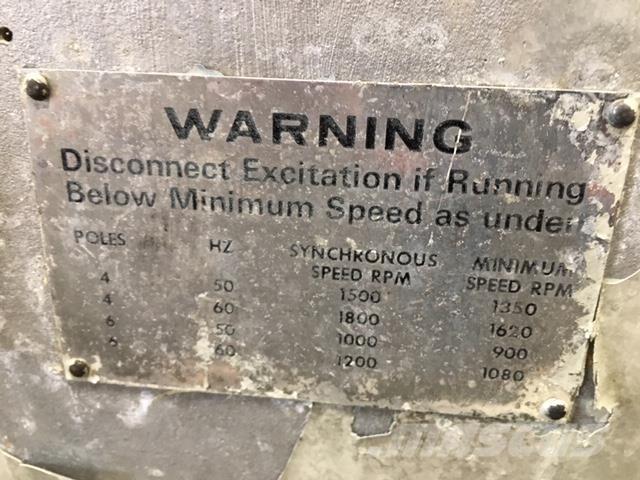 WARNING
Disconnect Excitation if Running
Below Minimum Speed as under
POLES HZ SYNCHRONOUS SPEED RPM MINIMUM SPEED RPM
4 50 1500 1350
4 60 1800 1620
6 50 1000 900
6 60 1200 1080